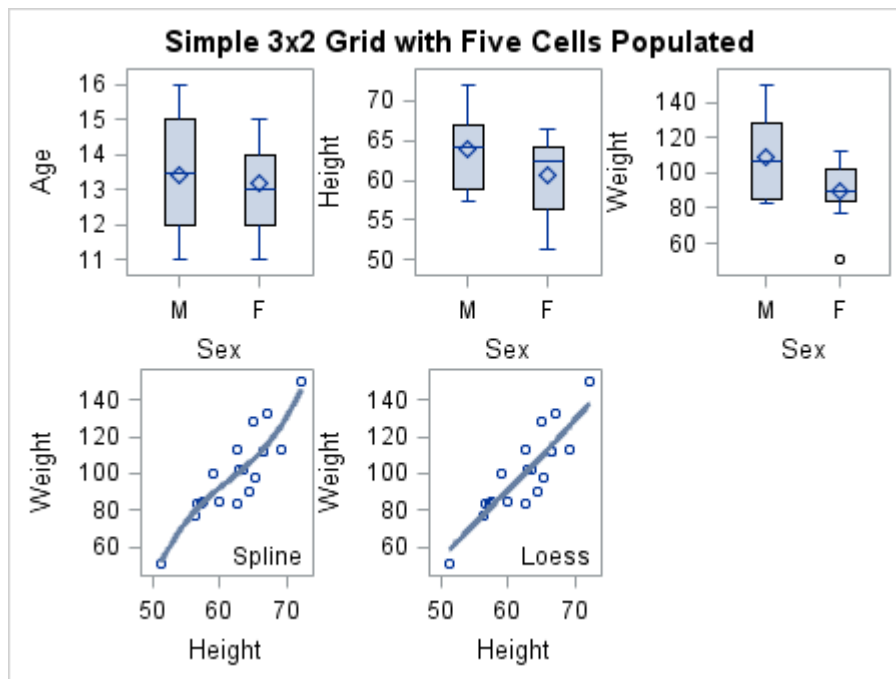 Simple 3x2 Grid with Five Cells Populated
Age
16
15
14
13
12
11
M F
Sex
Height
70
65
60
55
50
M F
Sex
Weight
140
120
100
80
60
M F
Sex
Weight
140
120
100
80
60
Spline
50 60 70
Height
Weight
140
120
100
80
60
Loess
50 60 70
Height